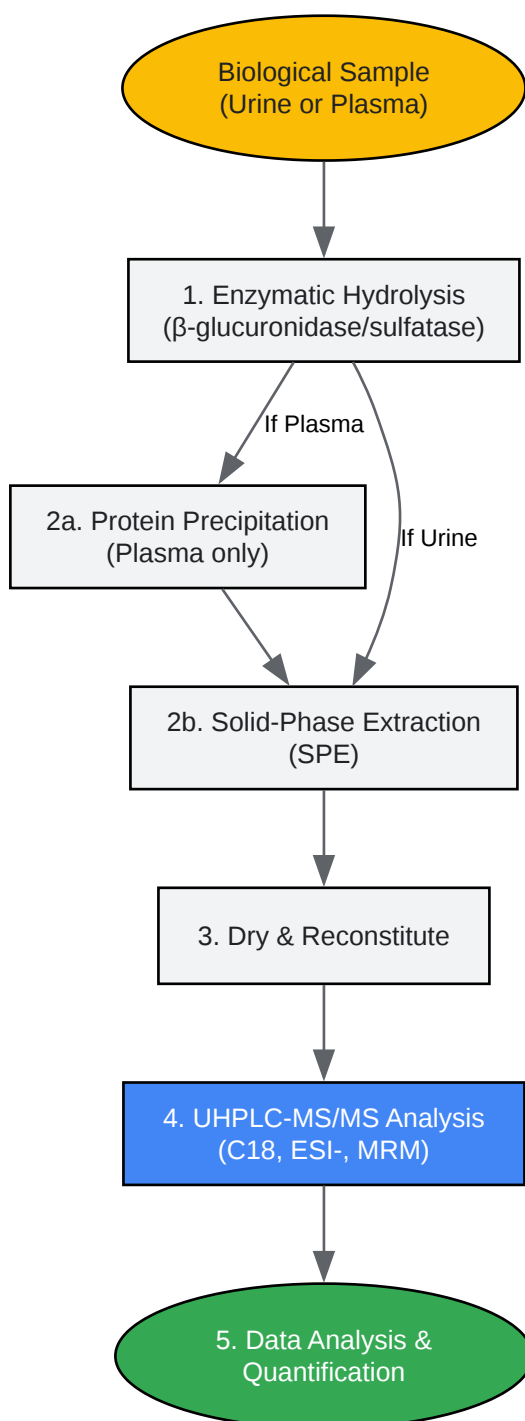 Biological Sample
(Urine or Plasma)
1. Enzymatic Hydrolysis
(β-glucuronidase/sulfatase)
If Plasma
2a. Protein Precipitation
(Plasma only)
If Urine
2b. Solid-Phase Extraction
(SPE)
3. Dry & Reconstitute
4. UHPLC-MS/MS Analysis
(C18, ESI-, MRM)
5. Data Analysis &
Quantification